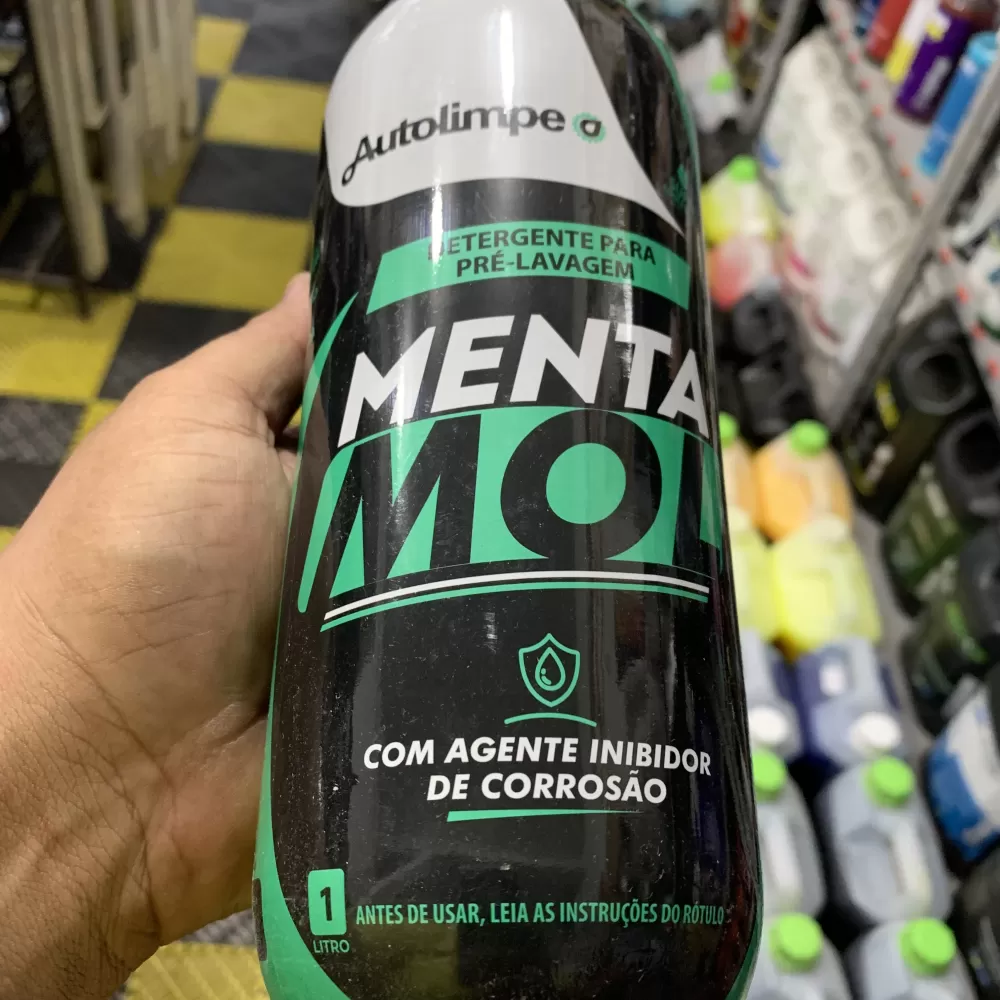 Autolimpe
DETERGENTE PARA
PRÉ-LAVAGEM
MENTA
MOL
COM AGENTE INIBIDOR
DE CORROSÃO
1
LITRO
ANTES DE USAR, LEIA AS INSTRUÇÕES DO RÓTULO